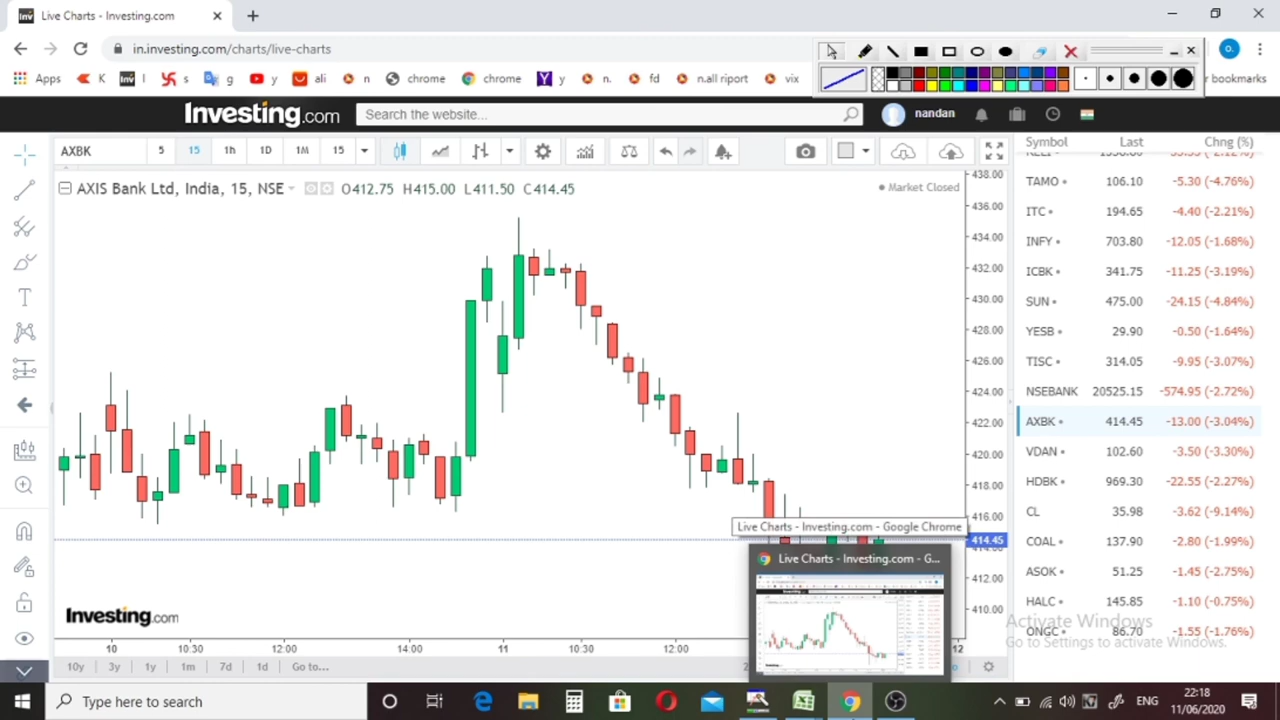 Live Charts - Investing.com
in.investing.com/charts/live-charts
O.
Apps K Inv I s g y ali n chrome chrome y n. fd n.all riport vix r bookmarks
Investing.com Search the website... nandan
AXBK 5 15 1h 1D 1M 15
AXIS Bank Ltd, India, 15, NSE O412.75 H415.00 L411.50 C414.45 Market Closed
438.00
436.00
434.00
432.00
430.00
428.00
426.00
424.00
422.00
420.00
418.00
416.00
414.45
412.00
410.00
Symbol Last Chng (%)
TAMO 106.10 -5.30 (-4.76%)
ITC 194.65 -4.40 (-2.21%)
INFY 703.80 -12.05 (-1.68%)
ICBK 341.75 -11.25 (-3.19%)
SUN 475.00 -24.15 (-4.84%)
YESB 29.90 -0.50 (-1.64%)
TISC 314.05 -9.95 (-3.07%)
NSEBANK 20525.15 -574.95 (-2.72%)
AXBK 414.45 -13.00 (-3.04%)
VDAN 102.60 -3.50 (-3.30%)
HDBK 969.30 -22.55 (-2.27%)
CL 35.98 -3.62 (-9.14%)
COAL 137.90 -2.80 (-1.99%)
ASOK 51.25 -1.45 (-2.75%)
HALC 145.85 -1.10 (-0.75%)
ONGC 86.70 -1.55 (-1.76%)
Activate Windows
Go to Settings to activate Windows.
Live Charts - Investing.com - Google Chrome
Live Charts - Investing.com - G...
Investing.com
10 10:30 12:00 14:00 11 10:30 12:00 12
10y 3y 1y 1m 7d 1d Go to...
Type here to search
ENG
22:18
11/06/2020